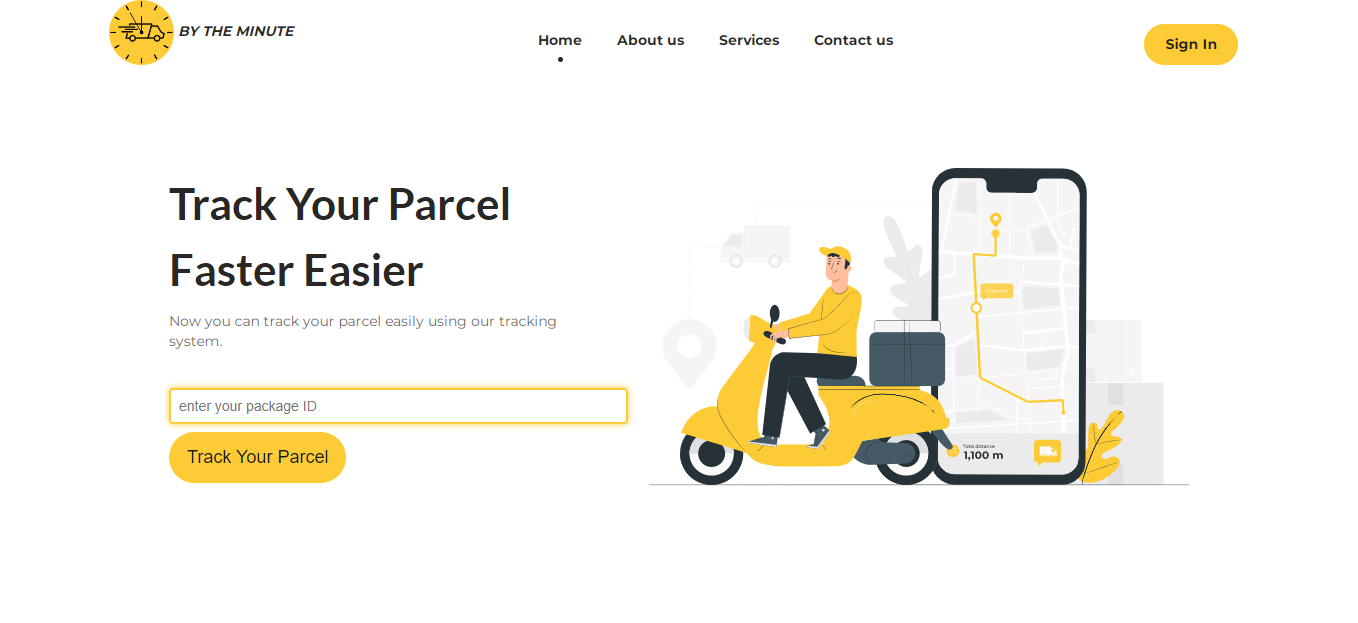 BY THE MINUTE
Home
About us
Services
Contact us
Sign In
Track Your Parcel
Faster Easier
Now you can track your parcel easily using our tracking
system.
enter your package ID
Track Your Parcel
Total distance
1,100 m